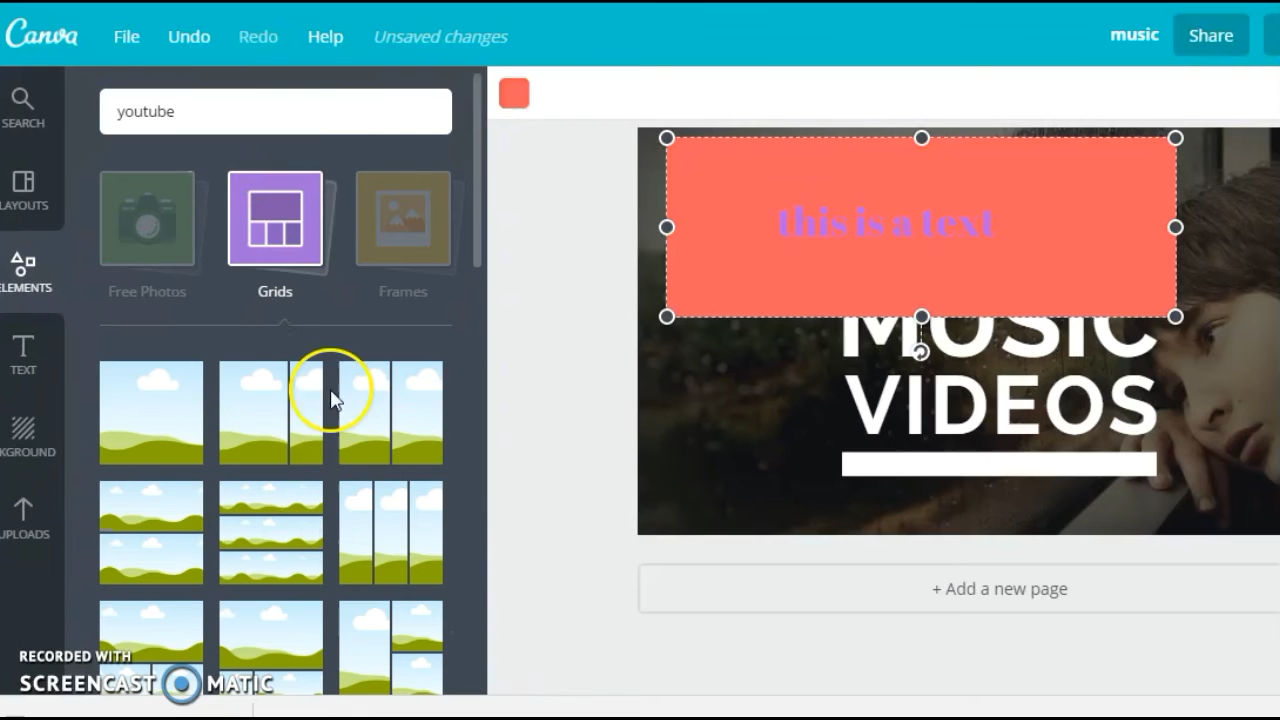 Canva File Undo Redo Help Unsaved changes music Share
youtube
SEARCH
LAYOUTS
ELEMENTS
TEXT
KGROUND
UPLOADS
Free Photos Grids Frames
this is a text
MUSIC
VIDEOS
+ Add a new page
RECORDED WITH
SCREENCAST MATIC